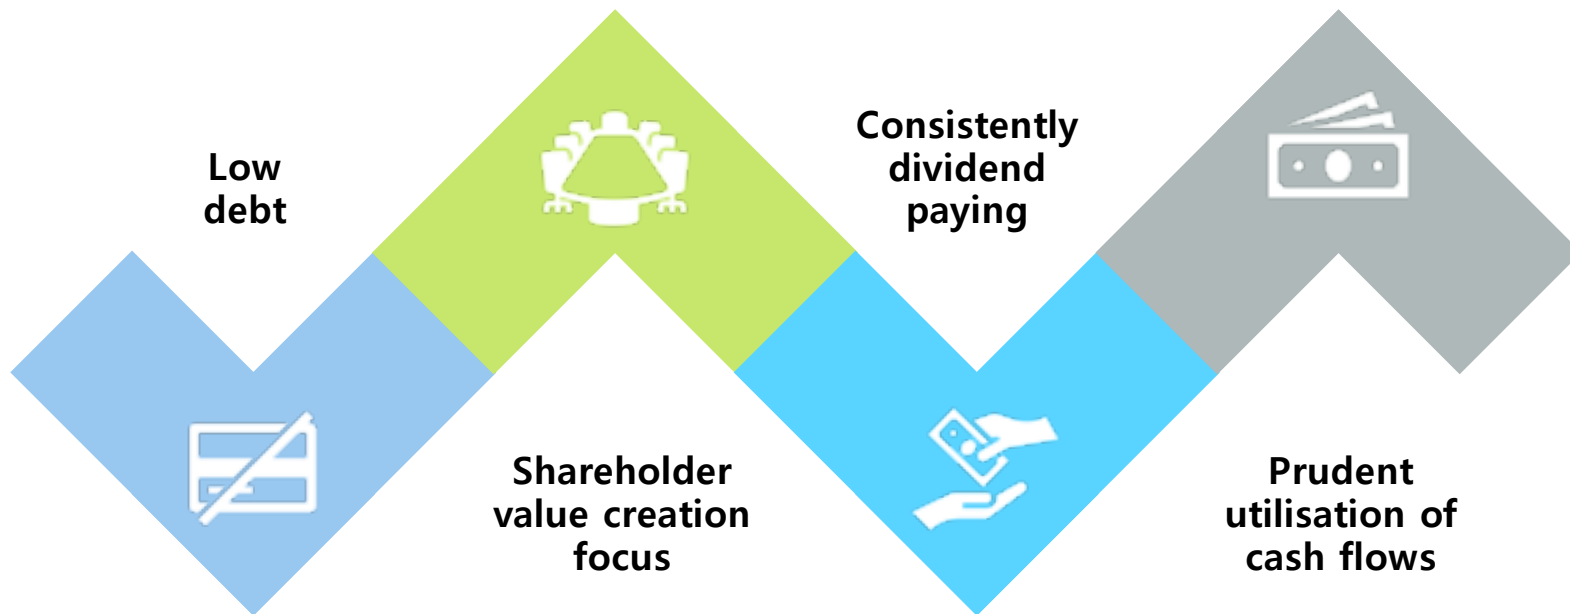 Low
debt
Shareholder
value creation
focus
Consistently
dividend
paying
Prudent
utilisation of
cash flows